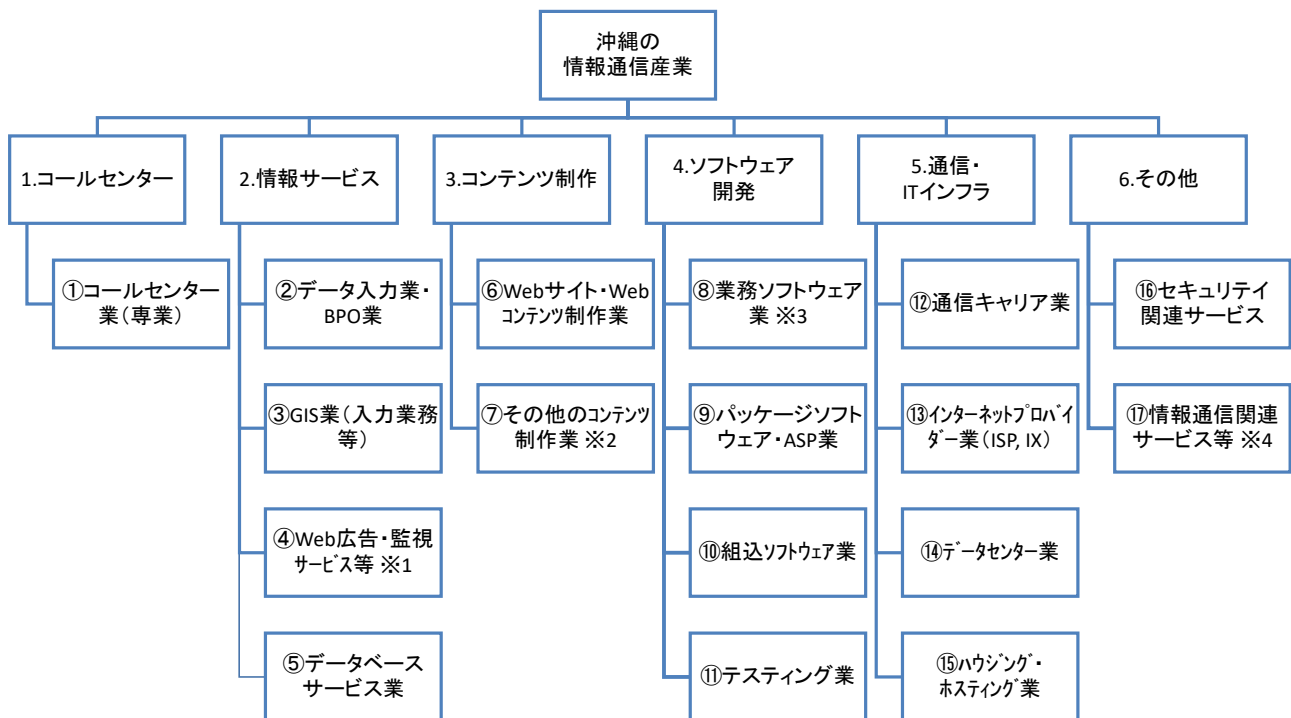 沖縄の
情報通信産業
1.コールセンター
2.情報サービス
3.コンテンツ制作
4.ソフトウェア
開発
5.通信・
ITインフラ
6.その他
①コールセンター
業(専業)
②データ入力業・
BPO業
③GIS業(入力業務
等)
④Web広告・監視
サービス等 ※1
⑤データベース
サービス業
⑥Webサイト・Web
コンテンツ制作業
⑦その他のコンテンツ
制作業 ※2
⑧業務ソフトウェア
業 ※3
⑨パッケージソフト
ウェア・ASP業
⑩組込ソフトウェア業
⑪テスティング業
⑫通信キャリア業
⑬インターネットプロバイ
ダー業(ISP, IX)
⑭データセンター業
⑮ハウジング・
ホスティング業
⑯セキュリテイ
関連サービス
⑰情報通信関連
サービス等 ※4